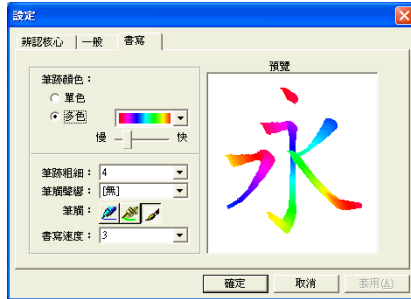 設定
辨認核心 一般 書寫
筆跡顏色：
單色
多色
慢 快
筆跡粗細： 4
筆觸聲響： [無]
筆觸：
書寫速度： 3
預覽
永
確定 取消 套用(A)